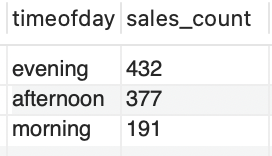 timeofday sales_count
evening 432
afternoon 377
morning 191